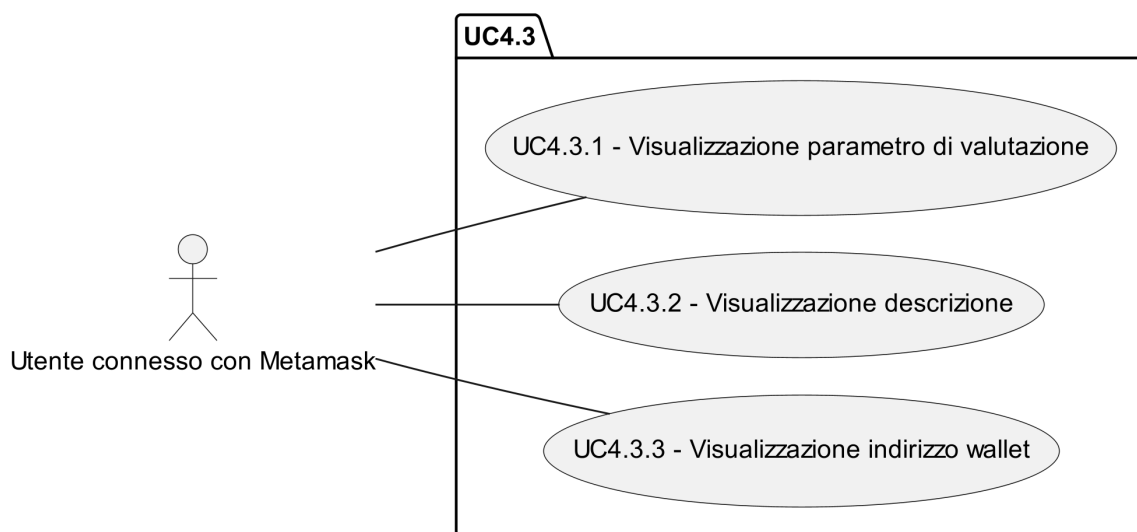 UC4.3
UC4.3.1 - Visualizzazione parametro di valutazione
UC4.3.2 - Visualizzazione descrizione
Utente connesso con Metamask
UC4.3.3 - Visualizzazione indirizzo wallet